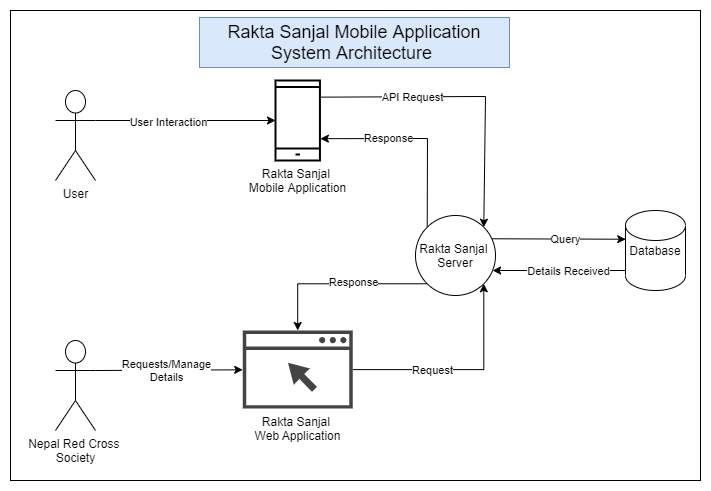 Rakta Sanjal Mobile Application
System Architecture
API Request
User Interaction
Response
Rakta Sanjal
Mobile Application
User
Query
Rakta Sanjal
Server
Database
Details Received
Response
Requests/Manage
Details
Request
Rakta Sanjal
Web Application
Nepal Red Cross
Society